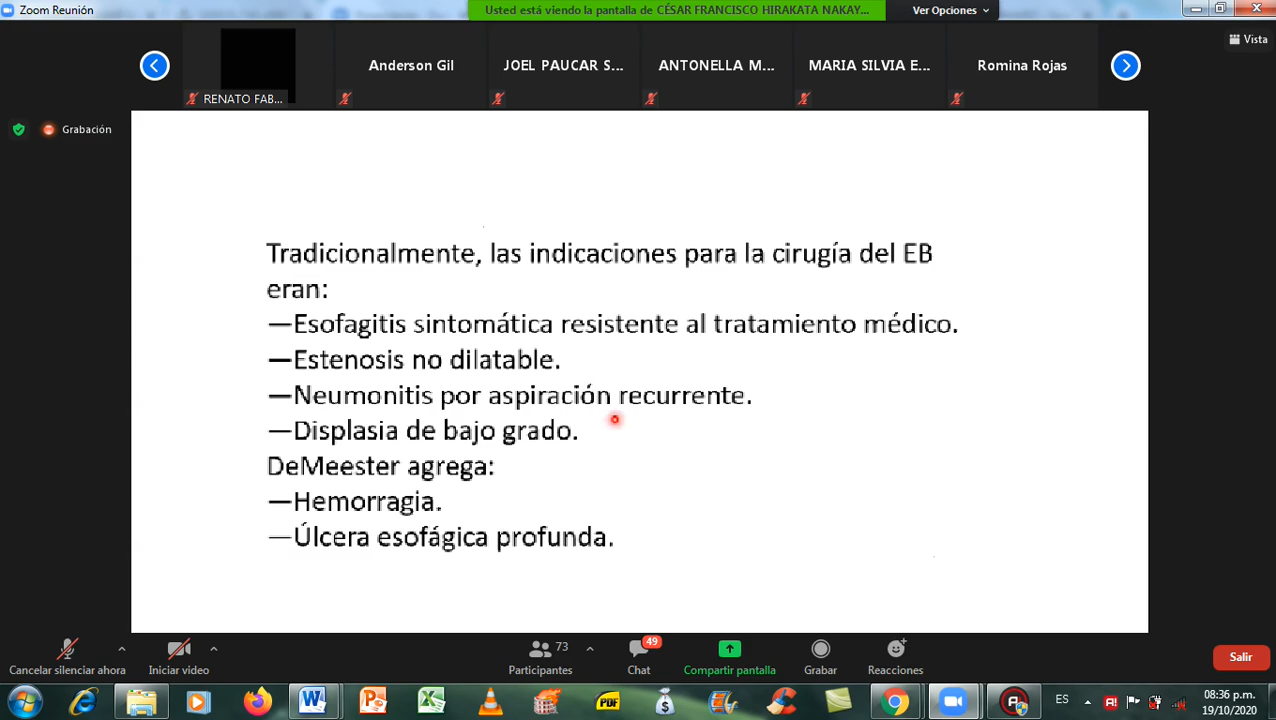 Zoom Reunión
Usted está viendo la pantalla de CÉSAR FRANCISCO HIRAKATA NAKAY...
Ver Opciones
Vista
Anderson Gil
JOEL PAUCAR S...
ANTONELLA M...
MARIA SILVIA E...
Romina Rojas
RENATO FAB...
Grabación
Tradicionalmente, las indicaciones para la cirugía del EB
eran:
—Esofagitis sintomática resistente al tratamiento médico.
—Estenosis no dilatable.
—Neumonitis por aspiración recurrente.
—Displasia de bajo grado.
DeMeester agrega:
—Hemorragia.
—Úlcera esofágica profunda.
73
49
Cancelar silenciar ahora
Iniciar video
Participantes
Chat
Compartir pantalla
Grabar
Reacciones
Salir
PDF
ES
08:36 p.m.
19/10/2020